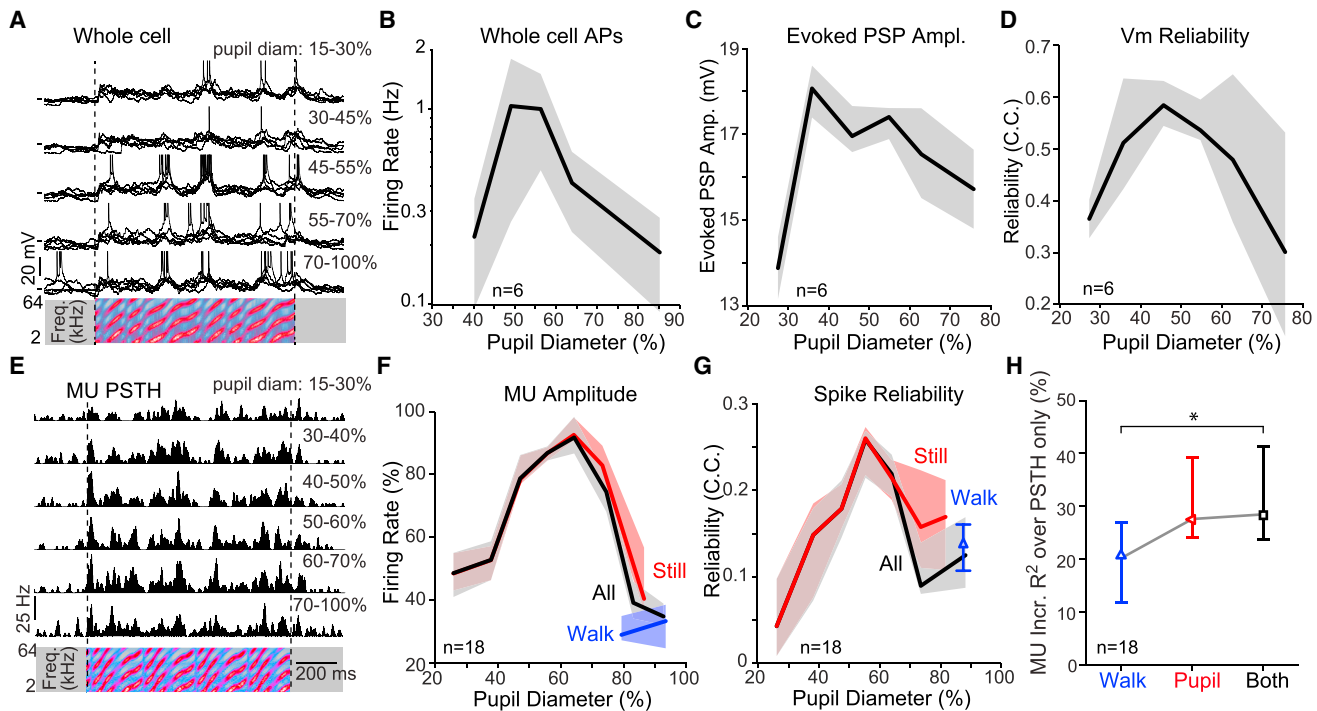 A
Whole cell
pupil diam: 15-30%
30-45%
45-55%
55-70%
70-100%
20 mV
64
2
Freq.
(kHz)
B
Whole cell APs
Firing Rate (Hz)
2
1
0.3
0.1
n=6
30 40 50 60 70 80 90
Pupil Diameter (%)
C
Evoked PSP Ampl.
Evoked PSP Amp. (mV)
19
17
15
13
n=6
20 30 40 50 60 70 80
Pupil Diameter (%)
D
Vm Reliability
Reliability (C.C.)
0.7
0.6
0.5
0.4
0.3
0.2
n=6
20 30 40 50 60 70 80
Pupil Diameter (%)
E
MU PSTH
pupil diam: 15-30%
30-40%
40-50%
50-60%
60-70%
70-100%
25 Hz
64
2
Freq.
(kHz)
200 ms
F
MU Amplitude
Firing Rate (%)
100
80
60
40
20
Still
All
Walk
n=18
20 40 60 80 100
Pupil Diameter (%)
G
Spike Reliability
Reliability (C.C.)
0.3
0.2
0.1
0
Still
Walk
All
n=18
20 40 60 80 100
Pupil Diameter (%)
H
MU Incr. R² over PSTH only (%)
50
40
30
20
10
0
*
n=18
Walk Pupil Both